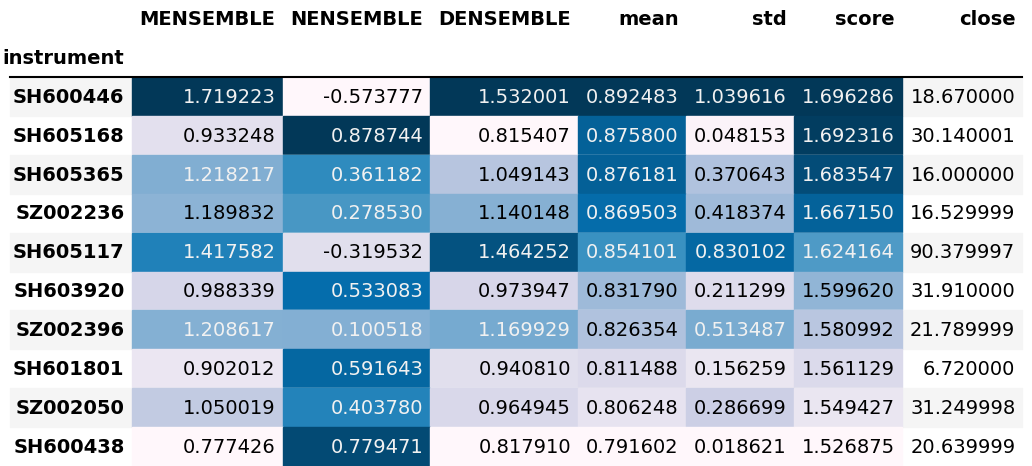 MENSEMBLE NENSEMBLE DENSEMBLE mean std score close
instrument
SH600446 1.719223 -0.573777 1.532001 0.892483 1.039616 1.696286 18.670000
SH605168 0.933248 0.878744 0.815407 0.875800 0.048153 1.692316 30.140001
SH605365 1.218217 0.361182 1.049143 0.876181 0.370643 1.683547 16.000000
SZ002236 1.189832 0.278530 1.140148 0.869503 0.418374 1.667150 16.529999
SH605117 1.417582 -0.319532 1.464252 0.854101 0.830102 1.624164 90.379997
SH603920 0.988339 0.533083 0.973947 0.831790 0.211299 1.599620 31.910000
SZ002396 1.208617 0.100518 1.169929 0.826354 0.513487 1.580992 21.789999
SH601801 0.902012 0.591643 0.940810 0.811488 0.156259 1.561129 6.720000
SZ002050 1.050019 0.403780 0.964945 0.806248 0.286699 1.549427 31.249998
SH600438 0.777426 0.779471 0.817910 0.791602 0.018621 1.526875 20.639999